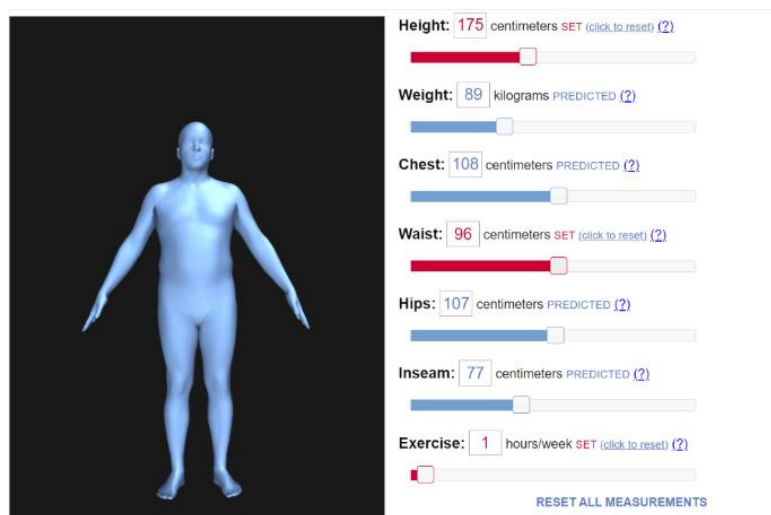 Height: 175 centimeters SET (click to reset) (?)
Weight: 89 kilograms PREDICTED (?)
Chest: 108 centimeters PREDICTED (?)
Waist: 96 centimeters SET (click to reset) (?)
Hips: 107 centimeters PREDICTED (?)
Inseam: 77 centimeters PREDICTED (?)
Exercise: 1 hours/week SET (click to reset) (?)
RESET ALL MEASUREMENTS